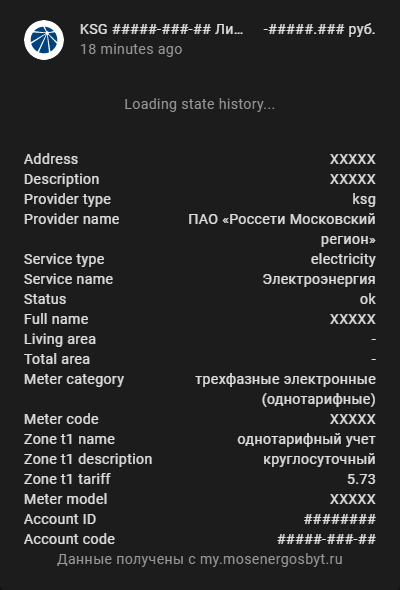 KSG #####-###-## Ли... -#####.### руб.
18 minutes ago
Loading state history...
Address XXXXX
Description XXXXX
Provider type ksg
Provider name ПАО «Россети Московский
регион»
Service type electricity
Service name Электроэнергия
Status ok
Full name XXXXX
Living area -
Total area -
Meter category трехфазные электронные
(однотарифные)
Meter code XXXXX
Zone t1 name однотарифный учет
Zone t1 description круглосуточный
Zone t1 tariff 5.73
Meter model XXXXX
Account ID ########
Account code #####-###-##
Данные получены с my.mosenergosbyt.ru